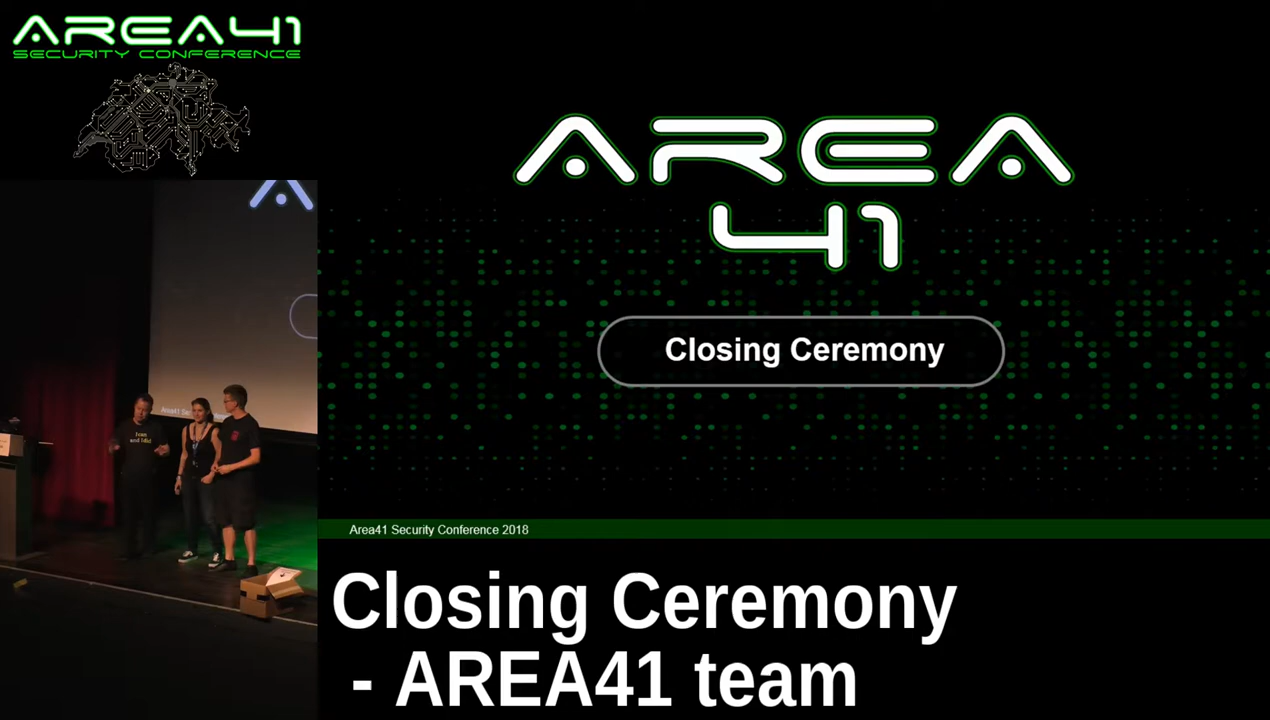 AREA41
SECURITY CONFERENCE
AREA
41
Closing Ceremony
Area41 Security Conference 2018
Closing Ceremony
- AREA41 team